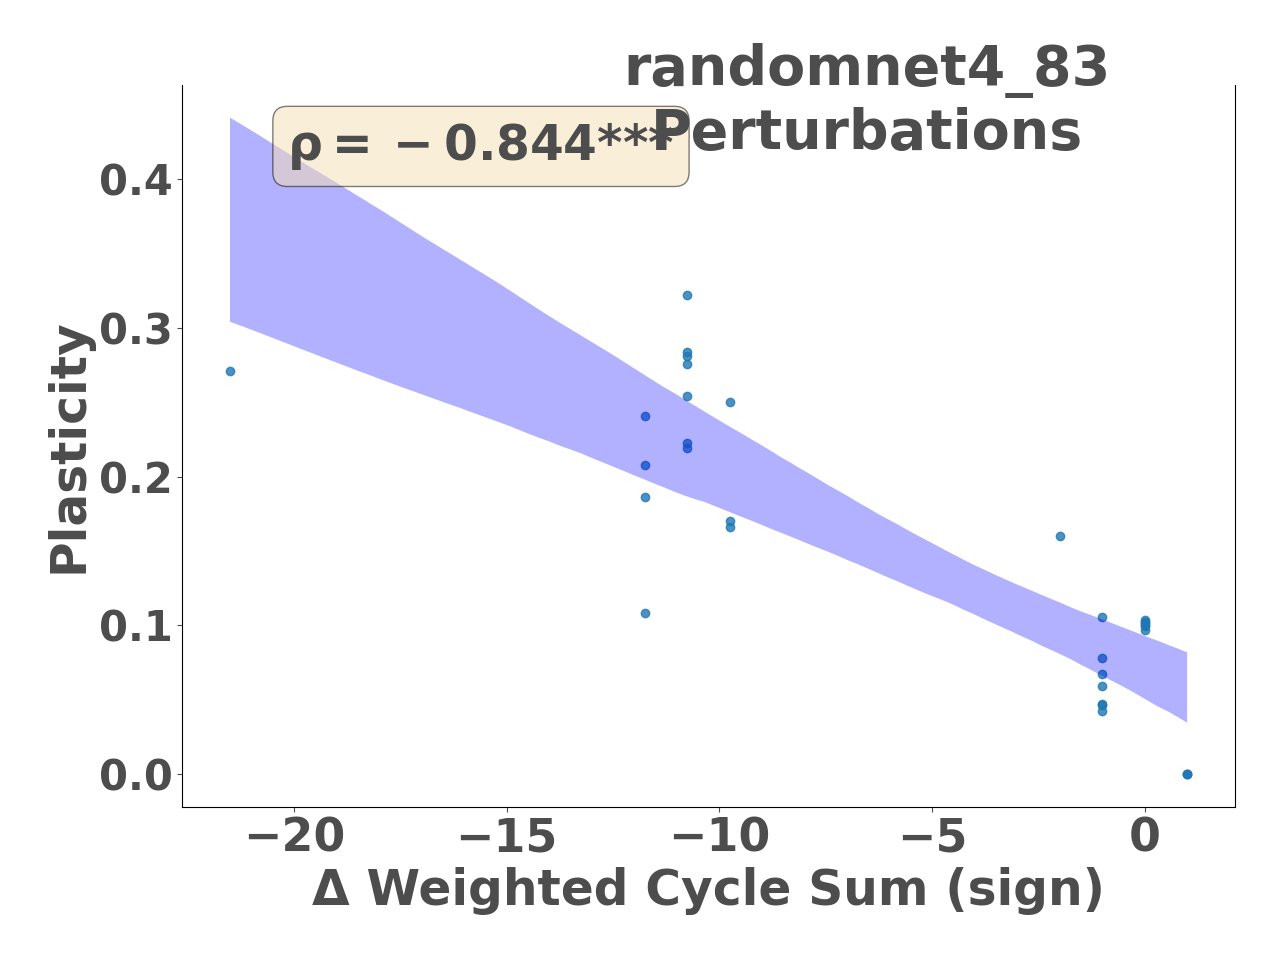 randomnet4_83
Perturbations
ρ = − 0.844***
Plasticity
0.4
0.3
0.2
0.1
0.0
−20 −15 −10 −5 0
Δ Weighted Cycle Sum (sign)